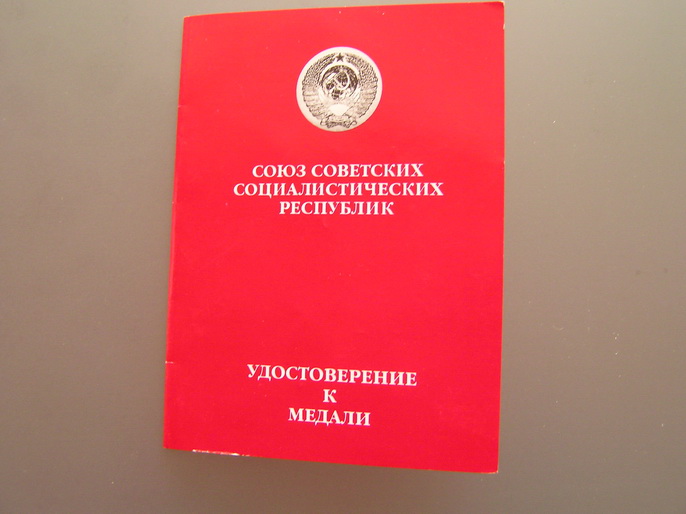 СОЮЗ СОВЕТСКИХ
СОЦИАЛИСТИЧЕСКИХ
РЕСПУБЛИК
УДОСТОВЕРЕНИЕ
К
МЕДАЛИ